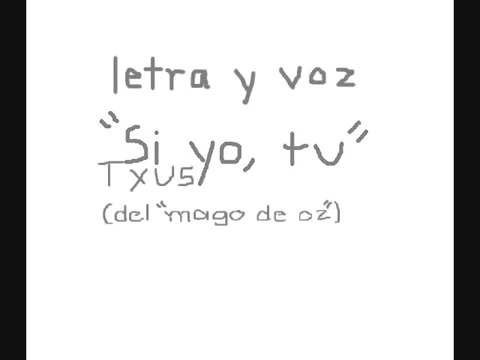 letra y voz
"Si yo, tu"
TXUS
(del "mago de oz")